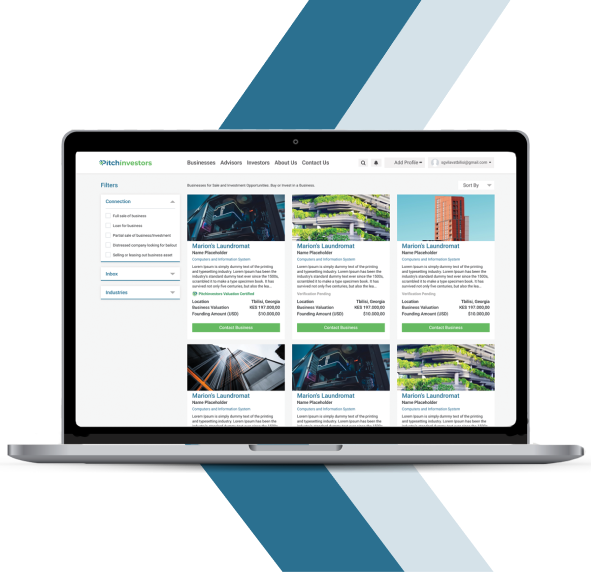 Pitchinvestors
Businesses Advisors Investors About Us Contact Us
Add Profile
Filters
Businesses for Sale and Investment Opportunities. Buy or Invest in a Business.
Sort By
Connection
Full sale of business
Loan for business
Partial sale of business/investment
Distressed company looking for bailout
Selling or leasing out business asset
Inbox
Industries
Marion's Laundromat
Name Placeholder
Computers and Information System
Lorem Ipsum is simply dummy text of the printing
and typesetting industry. Lorem Ipsum has been the
industry's standard dummy text ever since the 1500s,
scrambled it to make a type specimen book. It has
survived not only five centuries, but also the lea...
PitchInvestors Valuation Certified
Location Tbilisi, Georgia
Business Valuation KES 197.000,00
Founding Amount (USD) $10.000,00
Contact Business
Marion's Laundromat
Name Placeholder
Computers and Information System
Lorem Ipsum is simply dummy text of the printing
and typesetting industry. Lorem Ipsum has been the
industry's standard dummy text ever since the 1500s,
scrambled it to make a type specimen book. It has
survived not only five centuries, but also the lea...
Verification Pending
Location Tbilisi, Georgia
Business Valuation KES 197.000,00
Founding Amount (USD) $10.000,00
Contact Business
Marion's Laundromat
Name Placeholder
Computers and Information System
Lorem Ipsum is simply dummy text of the printing
and typesetting industry. Lorem Ipsum has been the
industry's standard dummy text ever since the 1500s,
scrambled it to make a type specimen book. It has
survived not only five centuries, but also the lea...
Verification Pending
Location Tbilisi, Georgia
Business Valuation KES 197.000,00
Founding Amount (USD) $10.000,00
Contact Business
Marion's Laundromat
Name Placeholder
Computers and Information System
Lorem Ipsum is simply dummy text of the printing
and typesetting industry. Lorem Ipsum has been the
Marion's Laundromat
Name Placeholder
Computers and Information System
Lorem Ipsum is simply dummy text of the printing
and typesetting industry. Lorem Ipsum has been the
Marion's Laundromat
Name Placeholder
Computers and Information System
Lorem Ipsum is simply dummy text of the printing
and typesetting industry. Lorem Ipsum has been the